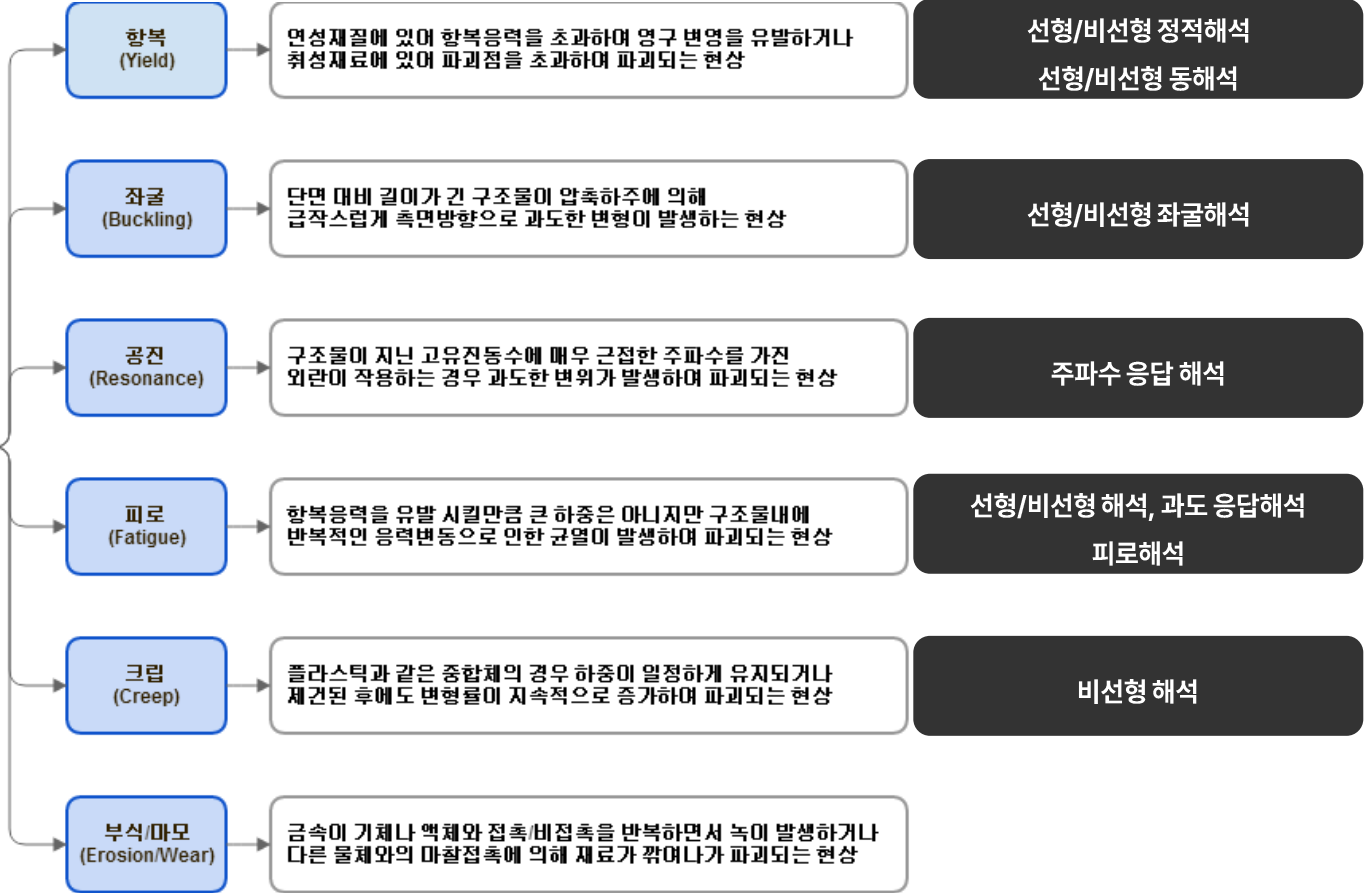 항복
(Yield)
연성재질에 있어 항복응력을 초과하여 영구 변영을 유발하거나
취성재료에 있어 파괴점을 초과하여 파괴되는 현상
선형/비선형 정적해석
선형/비선형 동해석
좌굴
(Buckling)
단면 대비 길이가 긴 구조물이 압축하주에 의해
급작스럽게 측면방향으로 과도한 변형이 발생하는 현상
선형/비선형 좌굴해석
공진
(Resonance)
구조물이 지닌 고유진동수에 매우 근접한 주파수를 가진
외란이 작용하는 경우 과도한 변위가 발생하여 파괴되는 현상
주파수 응답 해석
피로
(Fatigue)
항복응력을 유발 시킬만큼 큰 하중은 아니지만 구조물내에
반복적인 응력변동으로 인한 균열이 발생하여 파괴되는 현상
선형/비선형 해석, 과도 응답해석
피로해석
크립
(Creep)
플라스틱과 같은 중합체의 경우 하중이 일정하게 유지되거나
제건된 후에도 변형률이 지속적으로 증가하여 파괴되는 현상
비선형 해석
부식/마모
(Erosion/Wear)
금속이 기체나 액체와 접촉/비접촉을 반복하면서 녹이 발생하거나
다른 물체와의 마찰접촉에 의해 재료가 깎여나가 파괴되는 현상